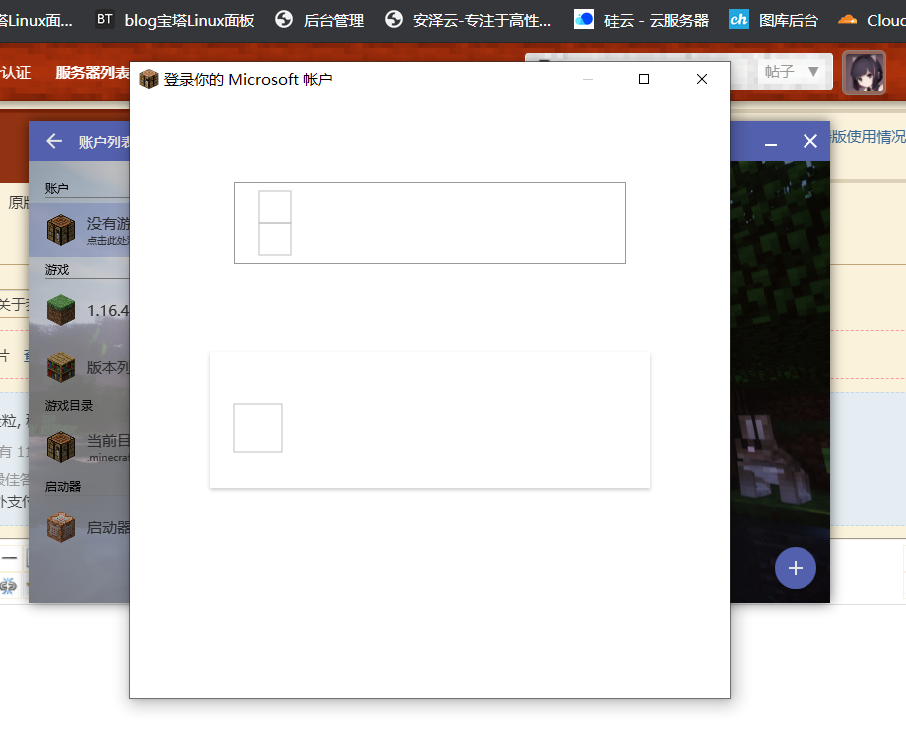 塔Linux面...
BT
blog宝塔Linux面板
后台管理
安泽云-专注于高性...
硅云 - 云服务器
ch
图库后台
Cloud
认证
服务器列表
帖子
登录你的 Microsoft 帐户
账户列表
版使用情况
账户
原版
没有游
点击此处
游戏
关于
1.16.4
片
版本列
游戏目录
粒,
当前目
有 11
.minecraf
最佳答
启动器
外支付
启动器